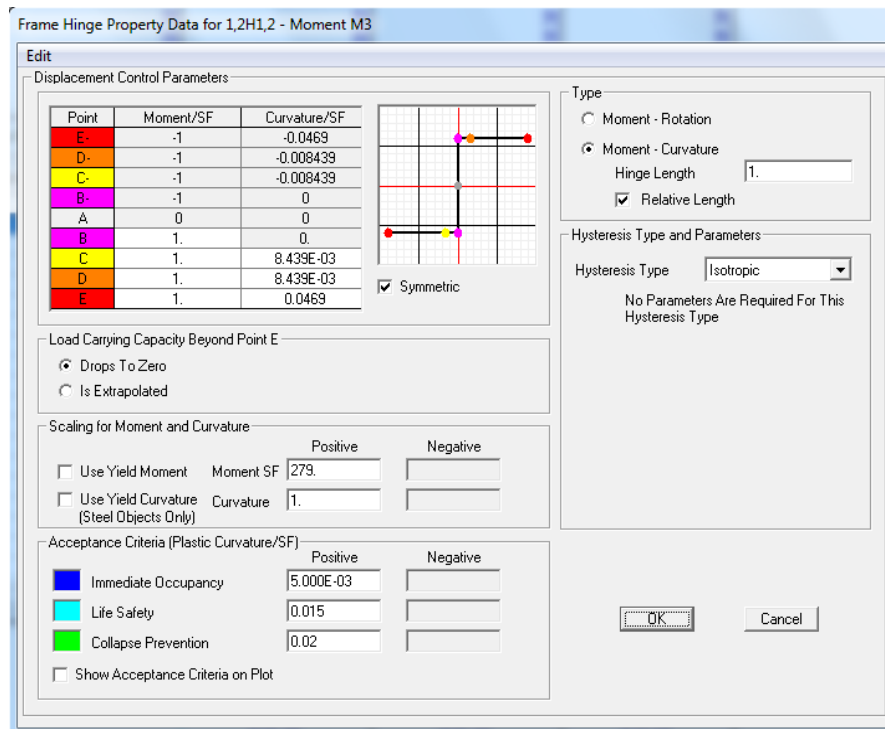 Frame Hinge Property Data for 1,2H1,2 - Moment M3
Edit
Displacement Control Parameters
Point Moment/SF Curvature/SF
E- -1 -0.0469
D- -1 -0.008439
C- -1 -0.008439
B- -1 0
A 0 0
B 1. 0.
C 1. 8.439E-03
D 1. 8.439E-03
E 1. 0.0469
Symmetric
Load Carrying Capacity Beyond Point E
Drops To Zero
Is Extrapolated
Scaling for Moment and Curvature
Positive Negative
Use Yield Moment Moment SF 279.
Use Yield Curvature Curvature 1.
(Steel Objects Only)
Acceptance Criteria (Plastic Curvature/SF)
Positive Negative
Immediate Occupancy 5.000E-03
Life Safety 0.015
Collapse Prevention 0.02
Show Acceptance Criteria on Plot
Type
Moment - Rotation
Moment - Curvature
Hinge Length 1.
Relative Length
Hysteresis Type and Parameters
Hysteresis Type Isotropic
No Parameters Are Required For This
Hysteresis Type
OK Cancel